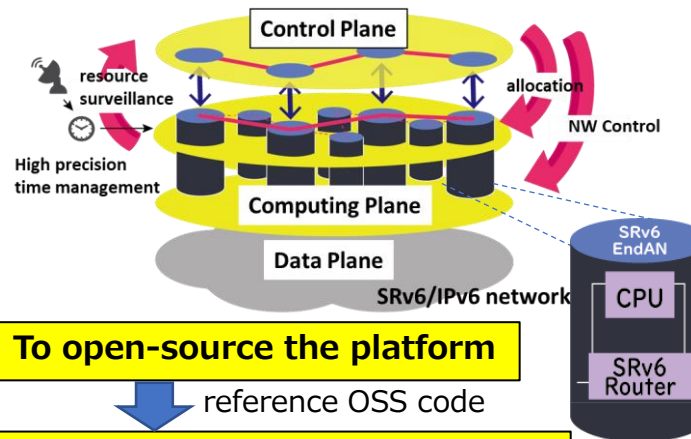 Control Plane
resource
surveillance
allocation
NW Control
High precision
time management
Computing Plane
SRv6
EndAN
Data Plane
SRv6/IPv6 network
CPU
SRv6
Router
To open-source the platform
reference OSS code